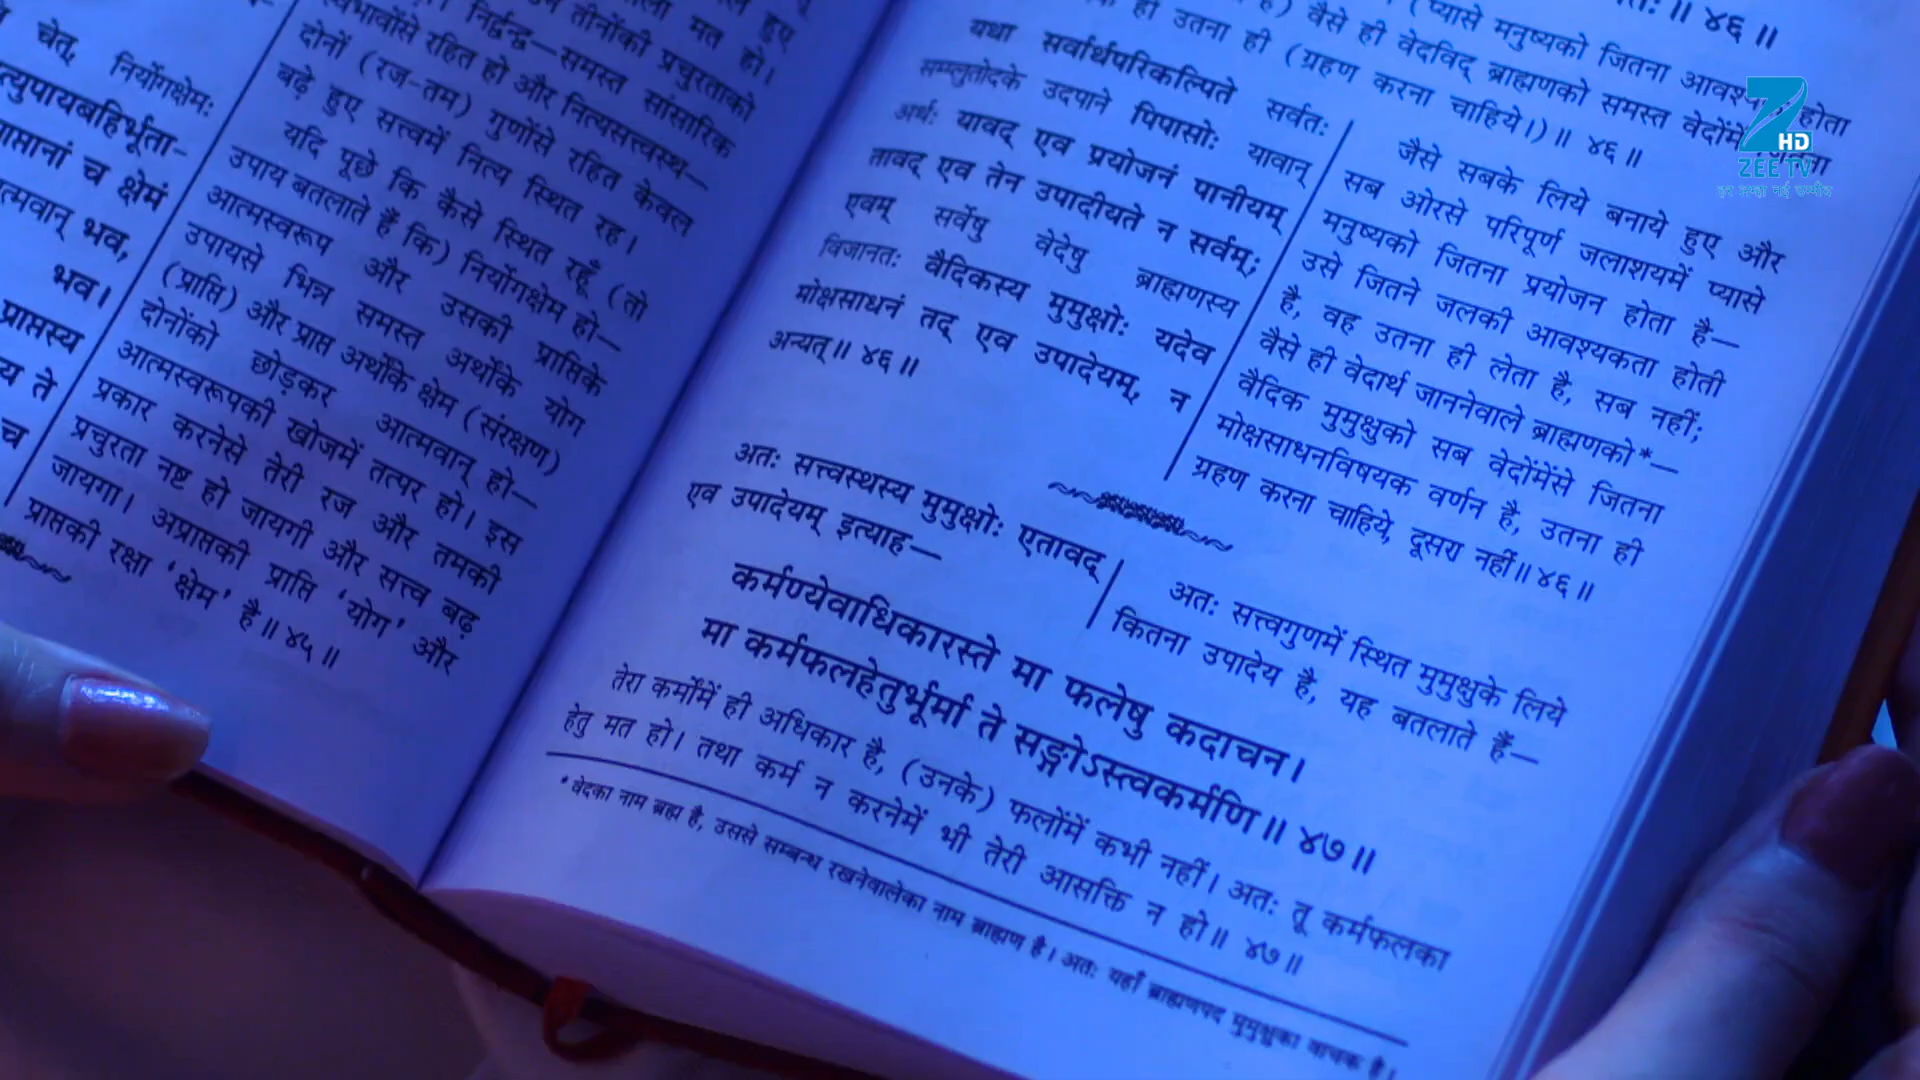 चेत्, निर्योगक्षेमः
भव।
च
निर्द्वन्द्व—समस्त सांसारिक
दोनों (रज-तम) गुणोंसे रहित केवल
बढ़े हुए सत्त्वमें नित्य स्थित रह।
यदि पूछे कि कैसे स्थित रहूँ (तो
उपाय बतलाते हैं कि) निर्योगक्षेम हो—
आत्मस्वरूप और उसकी प्राप्तिके
उपायसे भिन्न समस्त अर्थोंके योग
(प्राप्ति) और प्राप्त अर्थोंके क्षेम (संरक्षण)
दोनोंको छोड़कर आत्मवान् हो—
आत्मस्वरूपकी खोजमें तत्पर हो। इस
प्रकार करनेसे तेरी रज और तमकी
प्रचुरता नष्ट हो जायगी और सत्त्व बढ़
जायगा। अप्राप्तकी प्राप्ति ‘योग’ और
प्राप्तकी रक्षा ‘क्षेम’ है॥ ४५॥
॥ ४६॥
(प्यासे मनुष्यको जितना होता
उतना ही वैसे ही वेदविद् ब्राह्मणको समस्त
(ग्रहण करना चाहिये।)॥ ४६॥
यथा सर्वार्थपरिकल्पिते सर्वतः
सम्प्लुतोदके उदपाने पिपासोः यावान्
अर्थः यावद् एव प्रयोजनं पानीयम्
तावद् एव तेन उपादीयते न सर्वम्;
एवम् सर्वेषु वेदेषु ब्राह्मणस्य
विजानतः वैदिकस्य मुमुक्षोः यदेव
मोक्षसाधनं तद् एव उपादेयम्, न
अन्यत्॥ ४६॥
जैसे सबके लिये बनाये हुए और
सब ओरसे परिपूर्ण जलाशयमें प्यासे
मनुष्यको जितना प्रयोजन होता है—
उसे जितने जलकी आवश्यकता होती
है, वह उतना ही लेता है, सब नहीं;
वैसे ही वेदार्थ जाननेवाले ब्राह्मणको*—
वैदिक मुमुक्षुको सब वेदोंमेंसे जितना
मोक्षसाधनविषयक वर्णन है, उतना ही
ग्रहण करना चाहिये, दूसरा नहीं॥ ४६॥
अतः सत्त्वस्थस्य मुमुक्षोः एतावद्
एव उपादेयम् इत्याह—
अतः सत्त्वगुणमें स्थित मुमुक्षुके लिये
कितना उपादेय है, यह बतलाते हैं—
कर्मण्येवाधिकारस्ते मा फलेषु कदाचन।
मा कर्मफलहेतुर्भूर्मा ते सङ्गोऽस्त्वकर्मणि॥ ४७॥
तेरा कर्मोंमें ही अधिकार है, (उनके) फलोंमें कभी नहीं। अतः तू कर्मफलका
हेतु मत हो। तथा कर्म न करनेमें भी तेरी आसक्ति न हो॥ ४७॥
* वेदका नाम ब्रह्म है, उससे सम्बन्ध रखनेवालेका नाम ब्राह्मण है। अतः यहाँ ब्राह्मणपद मुमुक्षुका वाचक है।
HD
ZEE TV